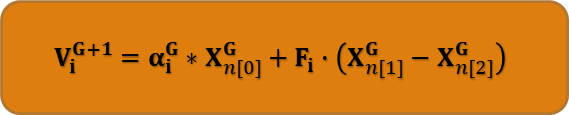 V_i^{G+1} = α_i^G * X_{n[0]}^G + F_i · (X_{n[1]}^G − X_{n[2]}^G)